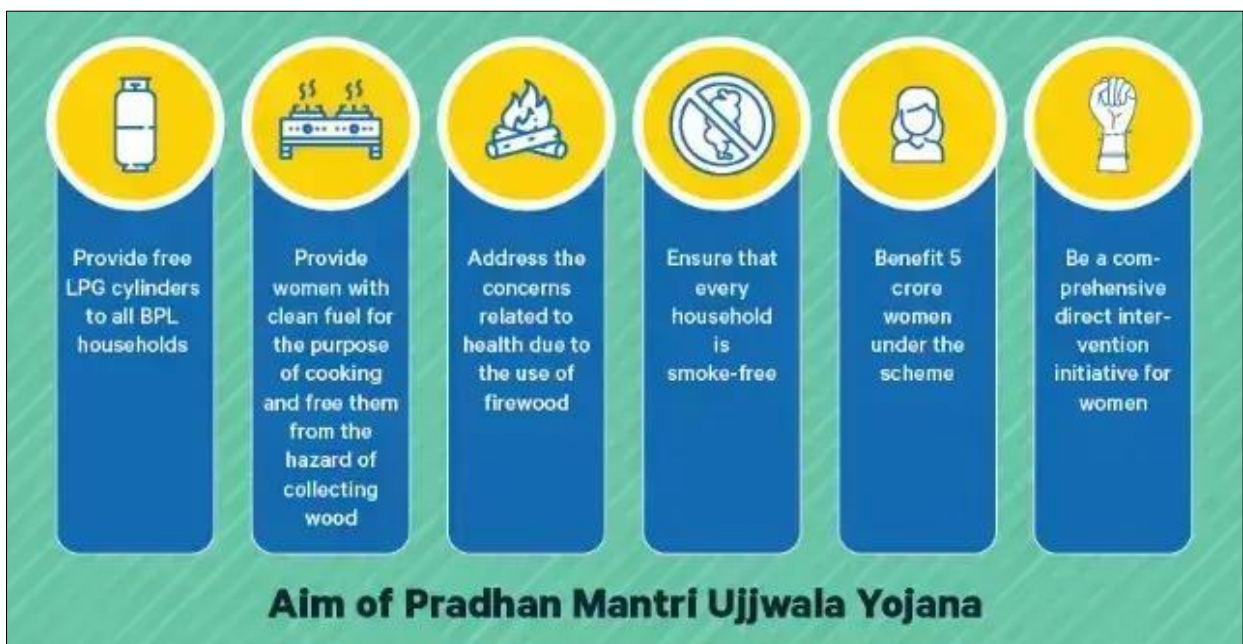 Provide free
LPG cylinders
to all BPL
households
Provide
women with
clean fuel for
the purpose
of cooking
and free them
from the
hazard of
collecting
wood
Address the
concerns
related to
health due to
the use of
firewood
Ensure that
every
household
is
smoke-free
Benefit 5
crore
women
under the
scheme
Be a com-
prehensive
direct inter-
vention
initiative for
women
Aim of Pradhan Mantri Ujjwala Yojana